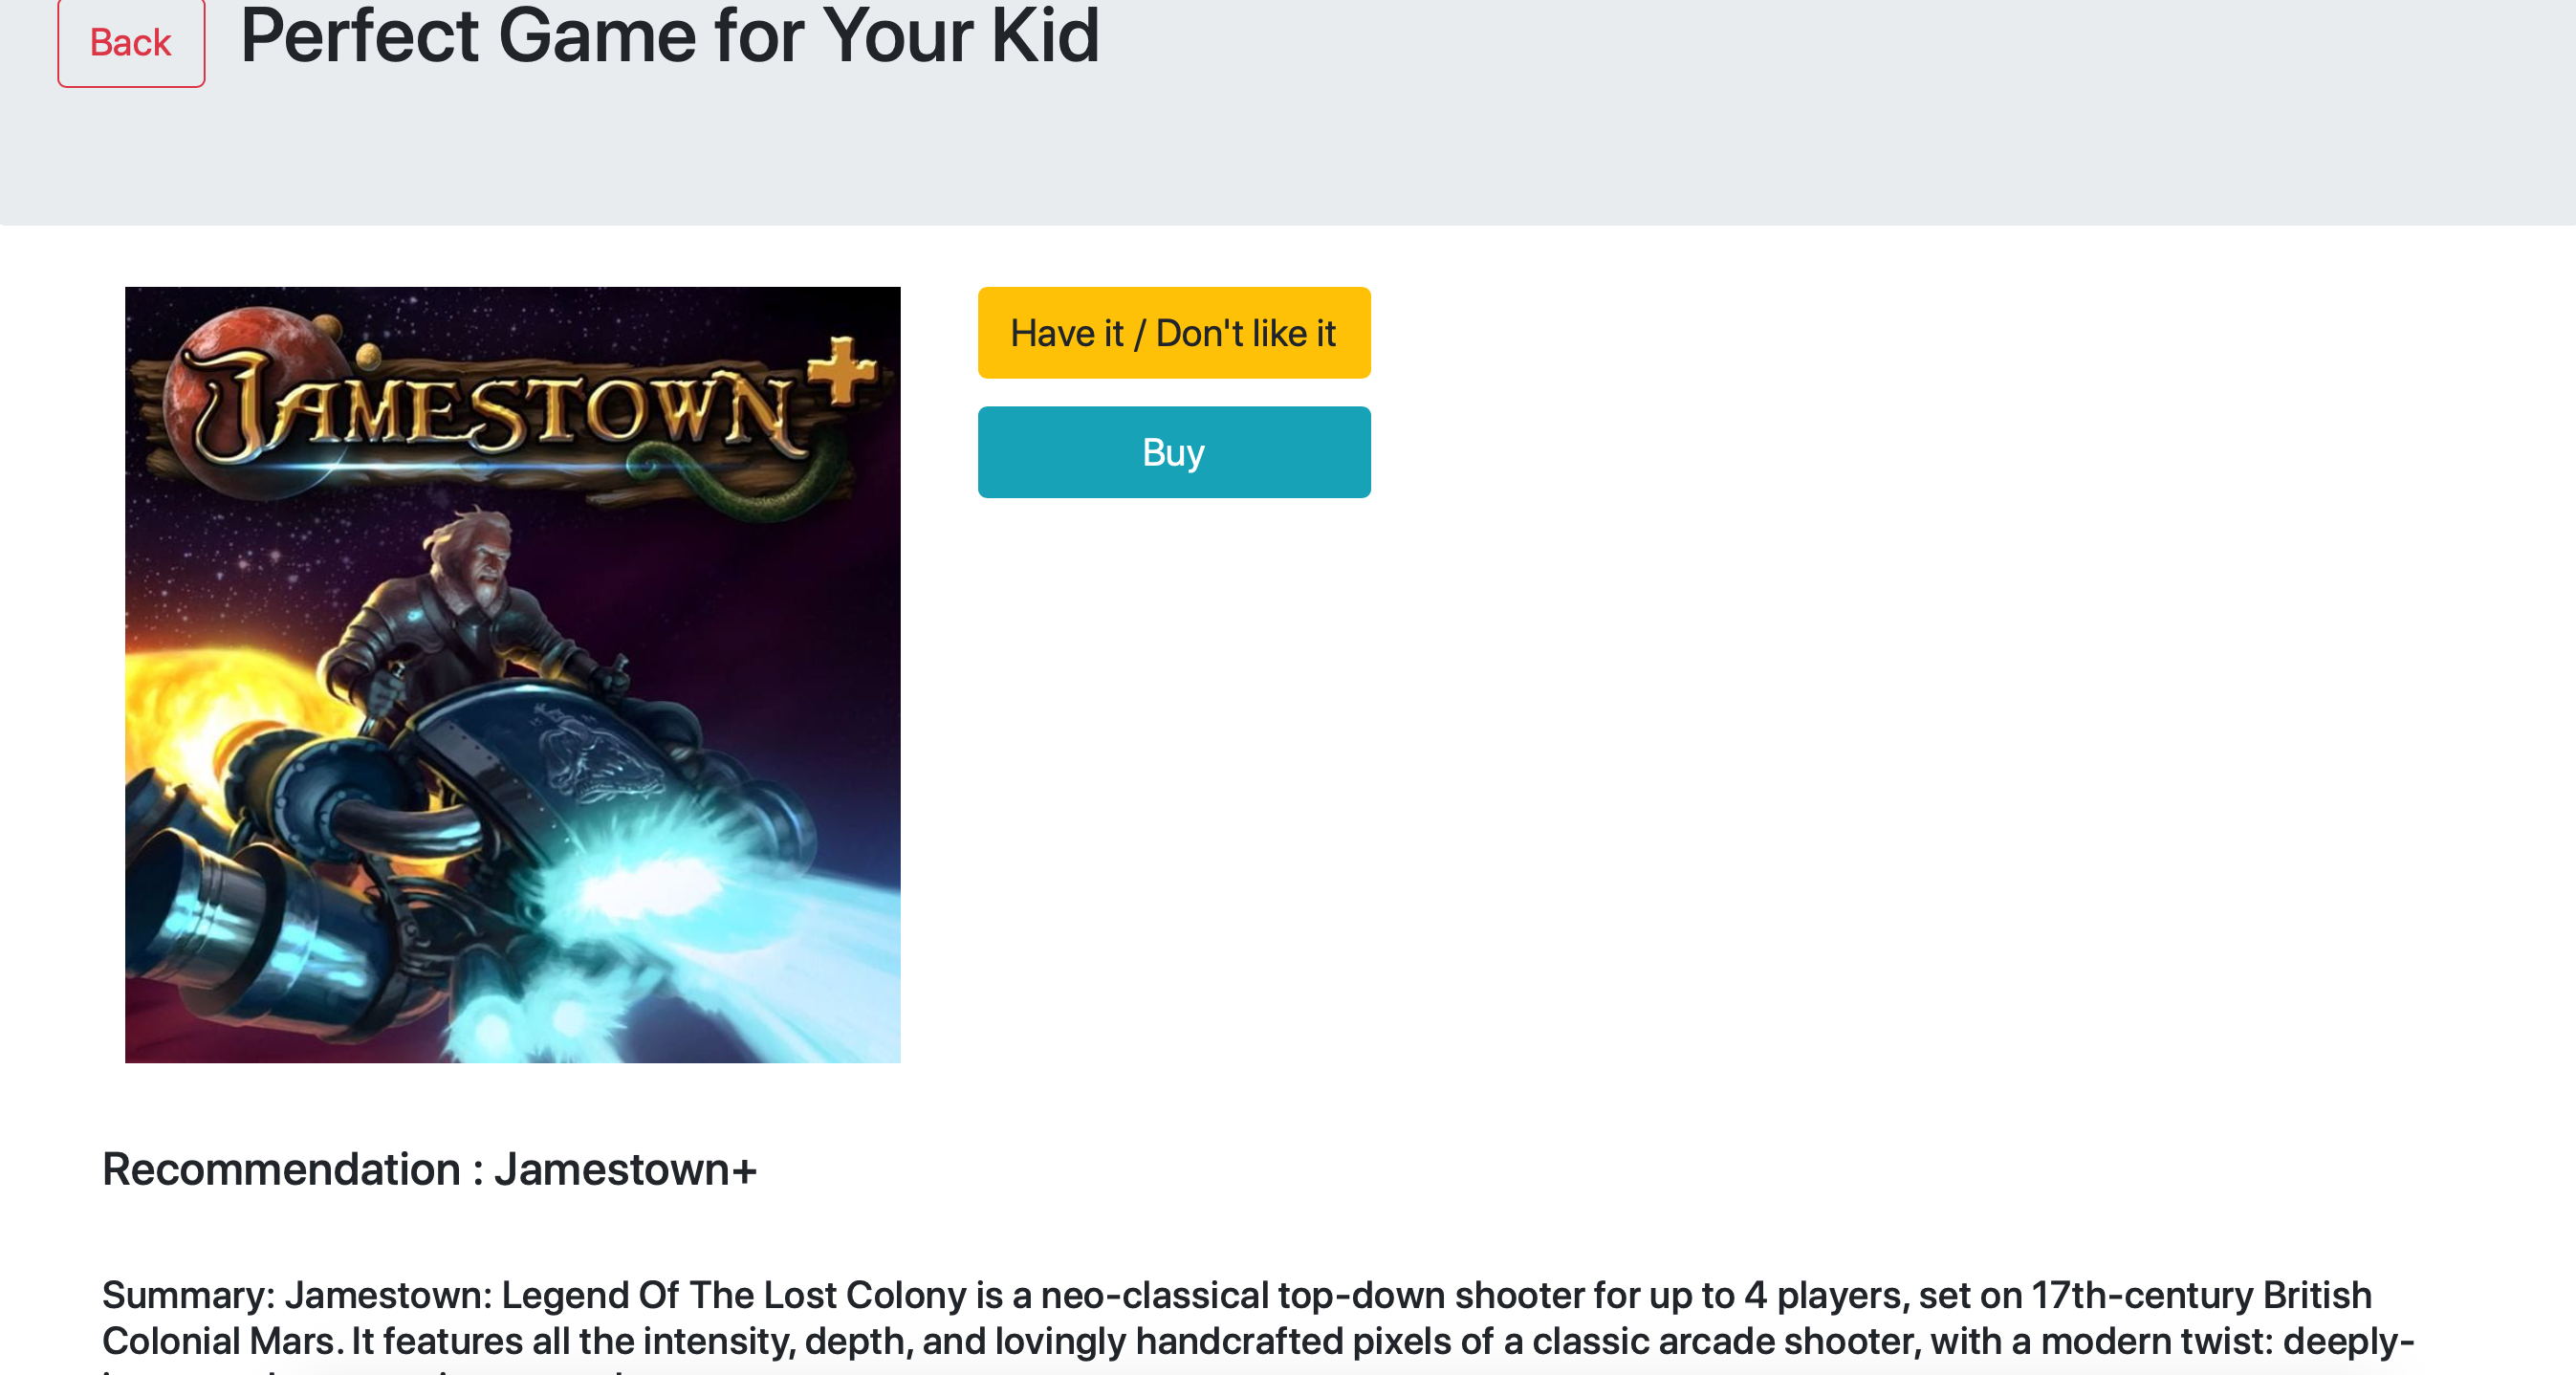 Back
Perfect Game for Your Kid
JAMESTOWN+
Have it / Don't like it
Buy
Recommendation : Jamestown+
Summary: Jamestown: Legend Of The Lost Colony is a neo-classical top-down shooter for up to 4 players, set on 17th-century British
Colonial Mars. It features all the intensity, depth, and lovingly handcrafted pixels of a classic arcade shooter, with a modern twist: deeply-